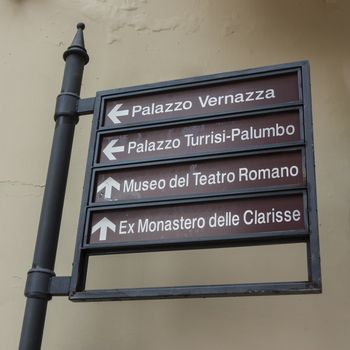 ← Palazzo Vernazza
← Palazzo Turrisi-Palumbo
↑ Museo del Teatro Romano
↑ Ex Monastero delle Clarisse